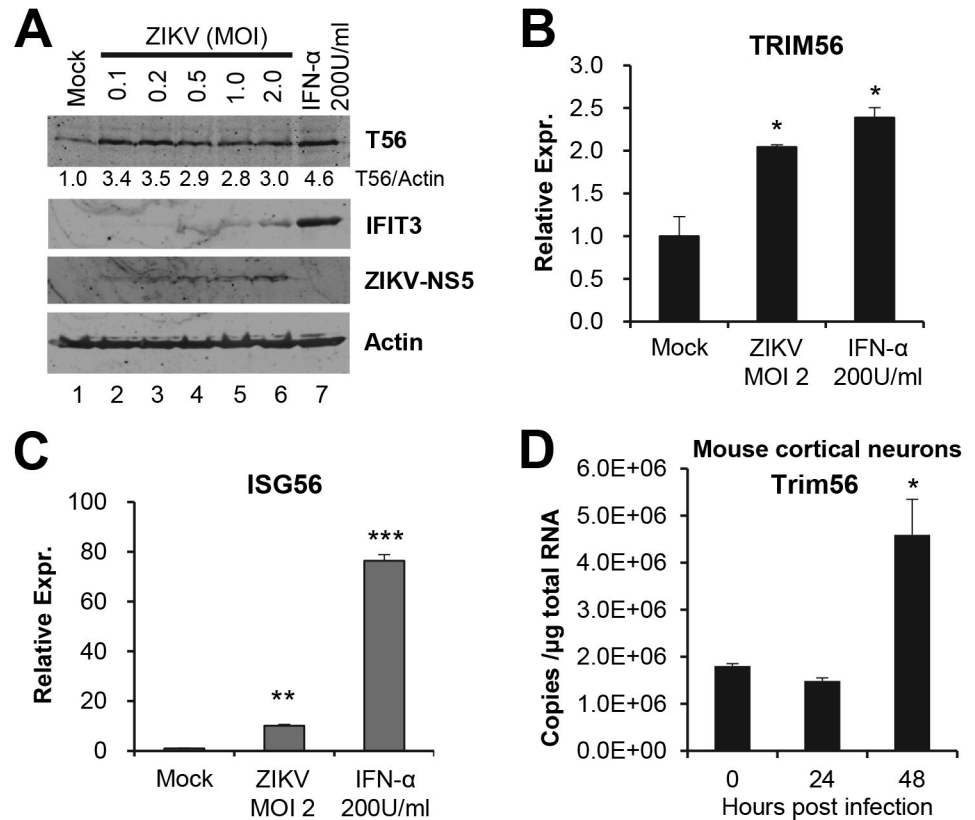 A
ZIKV (MOI)
Mock
0.1
0.2
0.5
1.0
2.0
IFN-α
200U/ml
T56
1.0 3.4 3.5 2.9 2.8 3.0 4.6 T56/Actin
IFIT3
ZIKV-NS5
Actin
1 2 3 4 5 6 7
B
TRIM56
Relative Expr.
3.0
2.5
2.0
1.5
1.0
0.5
0.0
*
*
Mock
ZIKV
MOI 2
IFN-α
200U/ml
C
ISG56
Relative Expr.
100
80
60
40
20
0
**
***
Mock
ZIKV
MOI 2
IFN-α
200U/ml
D
Mouse cortical neurons
Trim56
Copies /µg total RNA
6.0E+06
5.0E+06
4.0E+06
3.0E+06
2.0E+06
1.0E+06
0.0E+00
*
0 24 48
Hours post infection